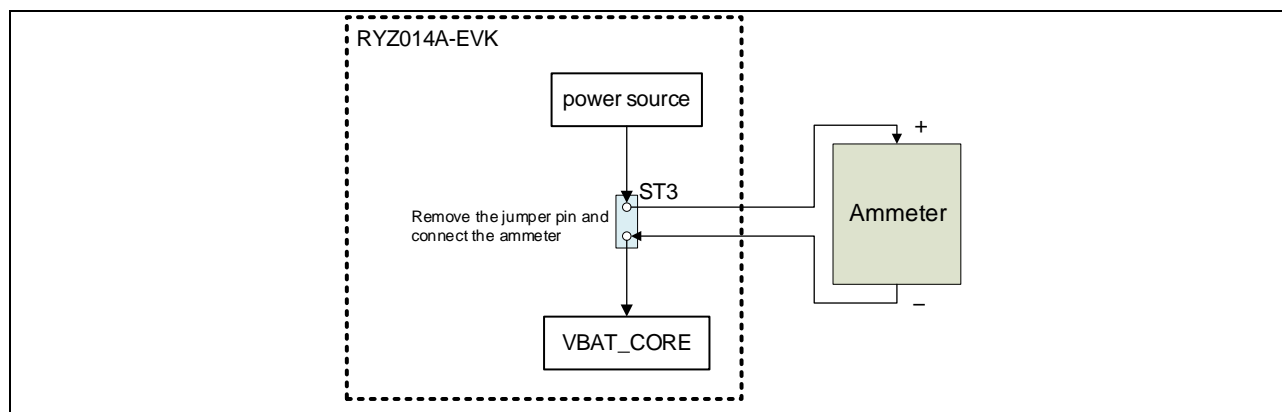 RYZ014A-EVK
power source
ST3
Remove the jumper pin and
connect the ammeter
VBAT_CORE
+
Ammeter
−